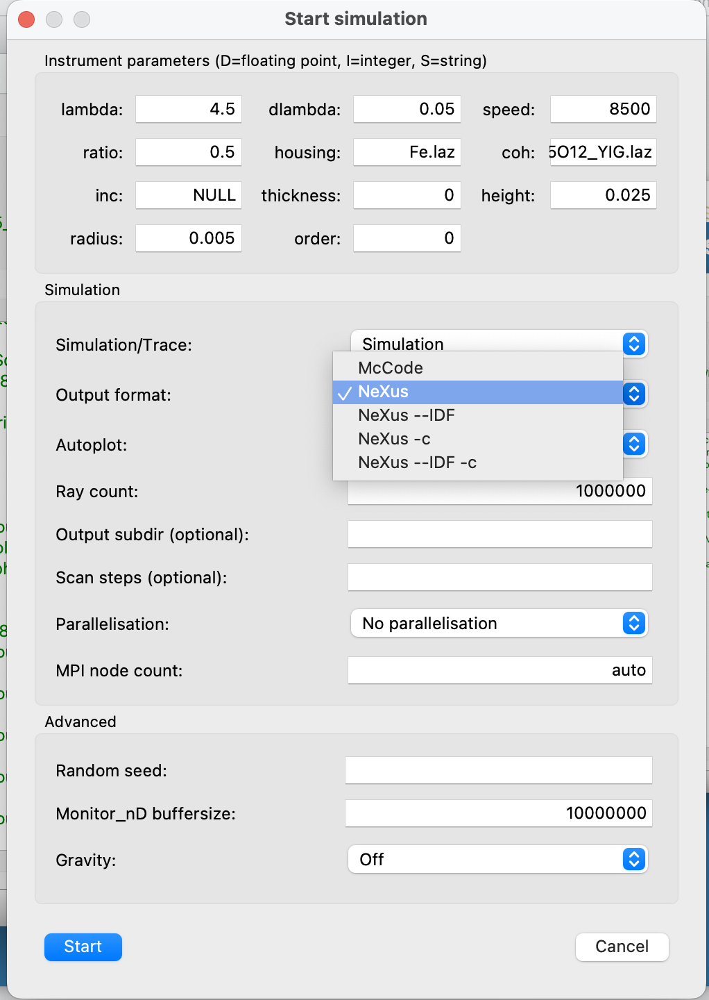 Start simulation
Instrument parameters (D=floating point, I=integer, S=string)
lambda: 4.5 dlambda: 0.05 speed: 8500
ratio: 0.5 housing: Fe.laz coh: 5O12_YIG.laz
inc: NULL thickness: 0 height: 0.025
radius: 0.005 order: 0
Simulation
Simulation/Trace: Simulation
McCode
Output format: NeXus
NeXus --IDF
Autoplot: NeXus -c
NeXus --IDF -c
Ray count: 1000000
Output subdir (optional):
Scan steps (optional):
Parallelisation: No parallelisation
MPI node count: auto
Advanced
Random seed:
Monitor_nD buffersize: 10000000
Gravity: Off
Start Cancel